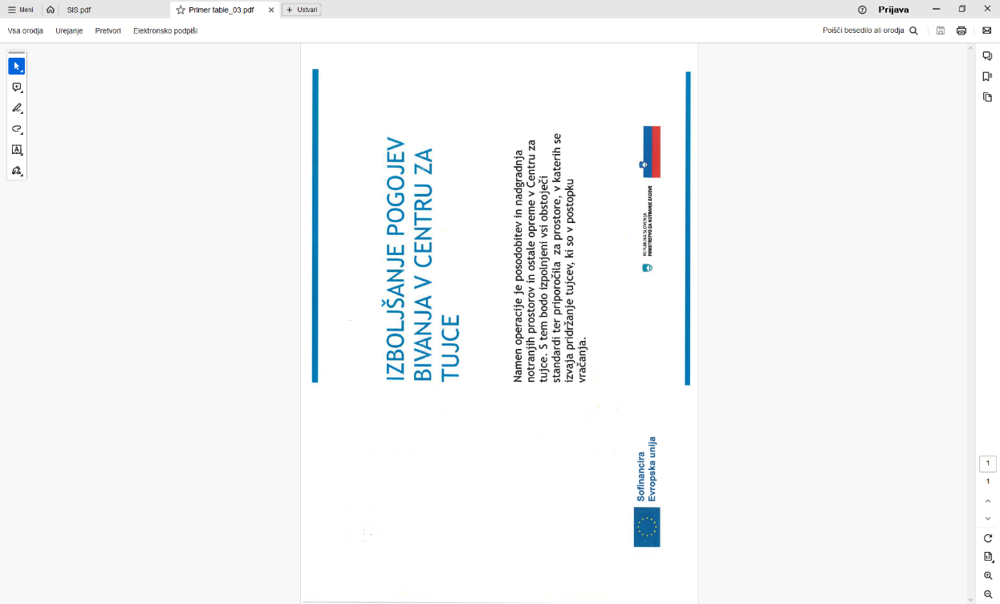 Meni
SIS.pdf
Primer table_03.pdf
Ustvari
Prijava
Vsa orodja
Urejanje
Pretvori
Elektronsko podpiši
Poišči besedilo ali orodja
IZBOLJŠANJE POGOJEV
BIVANJA V CENTRU ZA
TUJCE
Namen operacije je posodobitev in nadgradnja
notranjih prostorov in ostale opreme v Centru za
tujce. S tem bodo izpolnjeni vsi obstoječi
standardi ter priporočila za prostore, v katerih se
izvaja pridržanje tujcev, ki so v postopku
vračanja.
Sofinancira
Evropska unija
REPUBLIKA SLOVENIJA
MINISTRSTVO ZA NOTRANJE ZADEVE
1
1